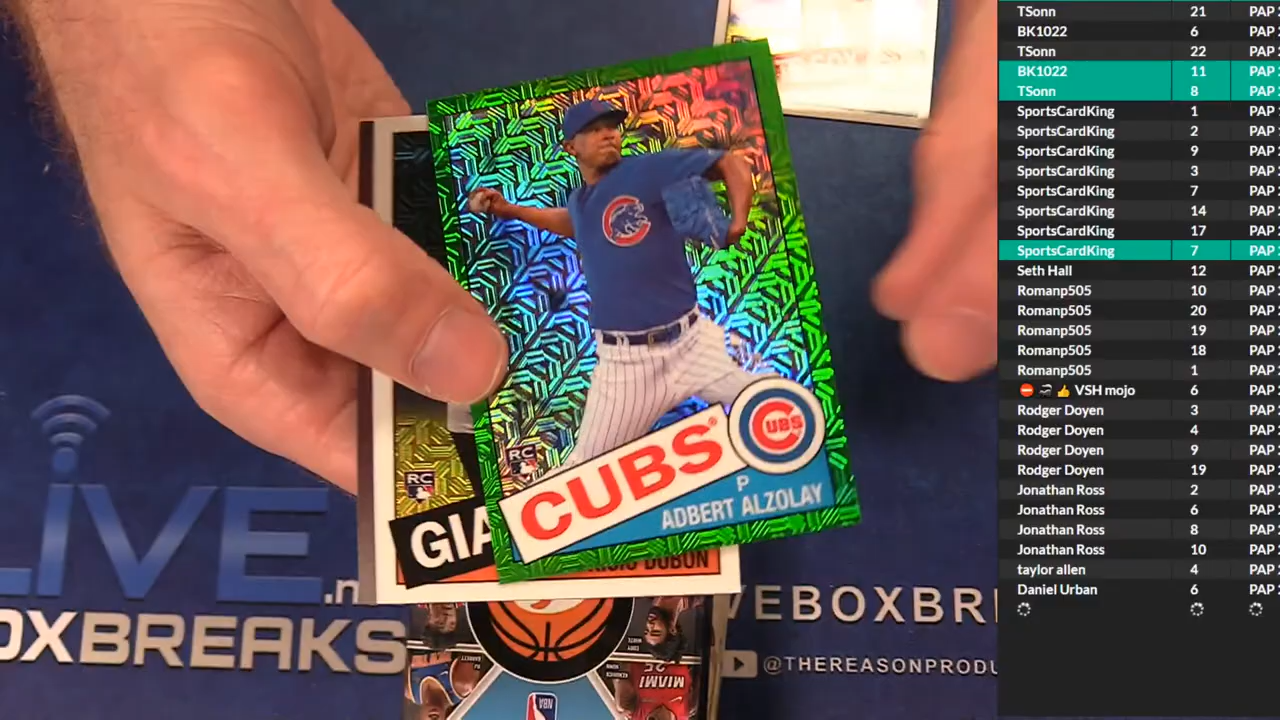 TSonn 21 PAP
BK1022 6 PAP
TSonn 22 PAP
BK1022 11 PAP
TSonn 8 PAP
SportsCardKing 1 PAP
SportsCardKing 2 PAP
SportsCardKing 9 PAP
SportsCardKing 3 PAP
SportsCardKing 7 PAP
SportsCardKing 14 PAP
SportsCardKing 17 PAP
SportsCardKing 7 PAP
Seth Hall 12 PAP
Romanp505 10 PAP
Romanp505 20 PAP
Romanp505 19 PAP
Romanp505 18 PAP
Romanp505 1 PAP
VSH mojo 6 PAP
Rodger Doyen 3 PAP
Rodger Doyen 4 PAP
Rodger Doyen 9 PAP
Rodger Doyen 19 PAP
Jonathan Ross 2 PAP
Jonathan Ross 6 PAP
Jonathan Ross 8 PAP
Jonathan Ross 10 PAP
taylor allen 4 PAP
Daniel Urban 6 PAP
RC
CUBS
CUBS
P
ADBERT ALZOLAY
RC
GIA
DUBON
LIVE
OXBREAKS
VEBOXBR
@THEREASONPRODU
MIAMI
25
NBA